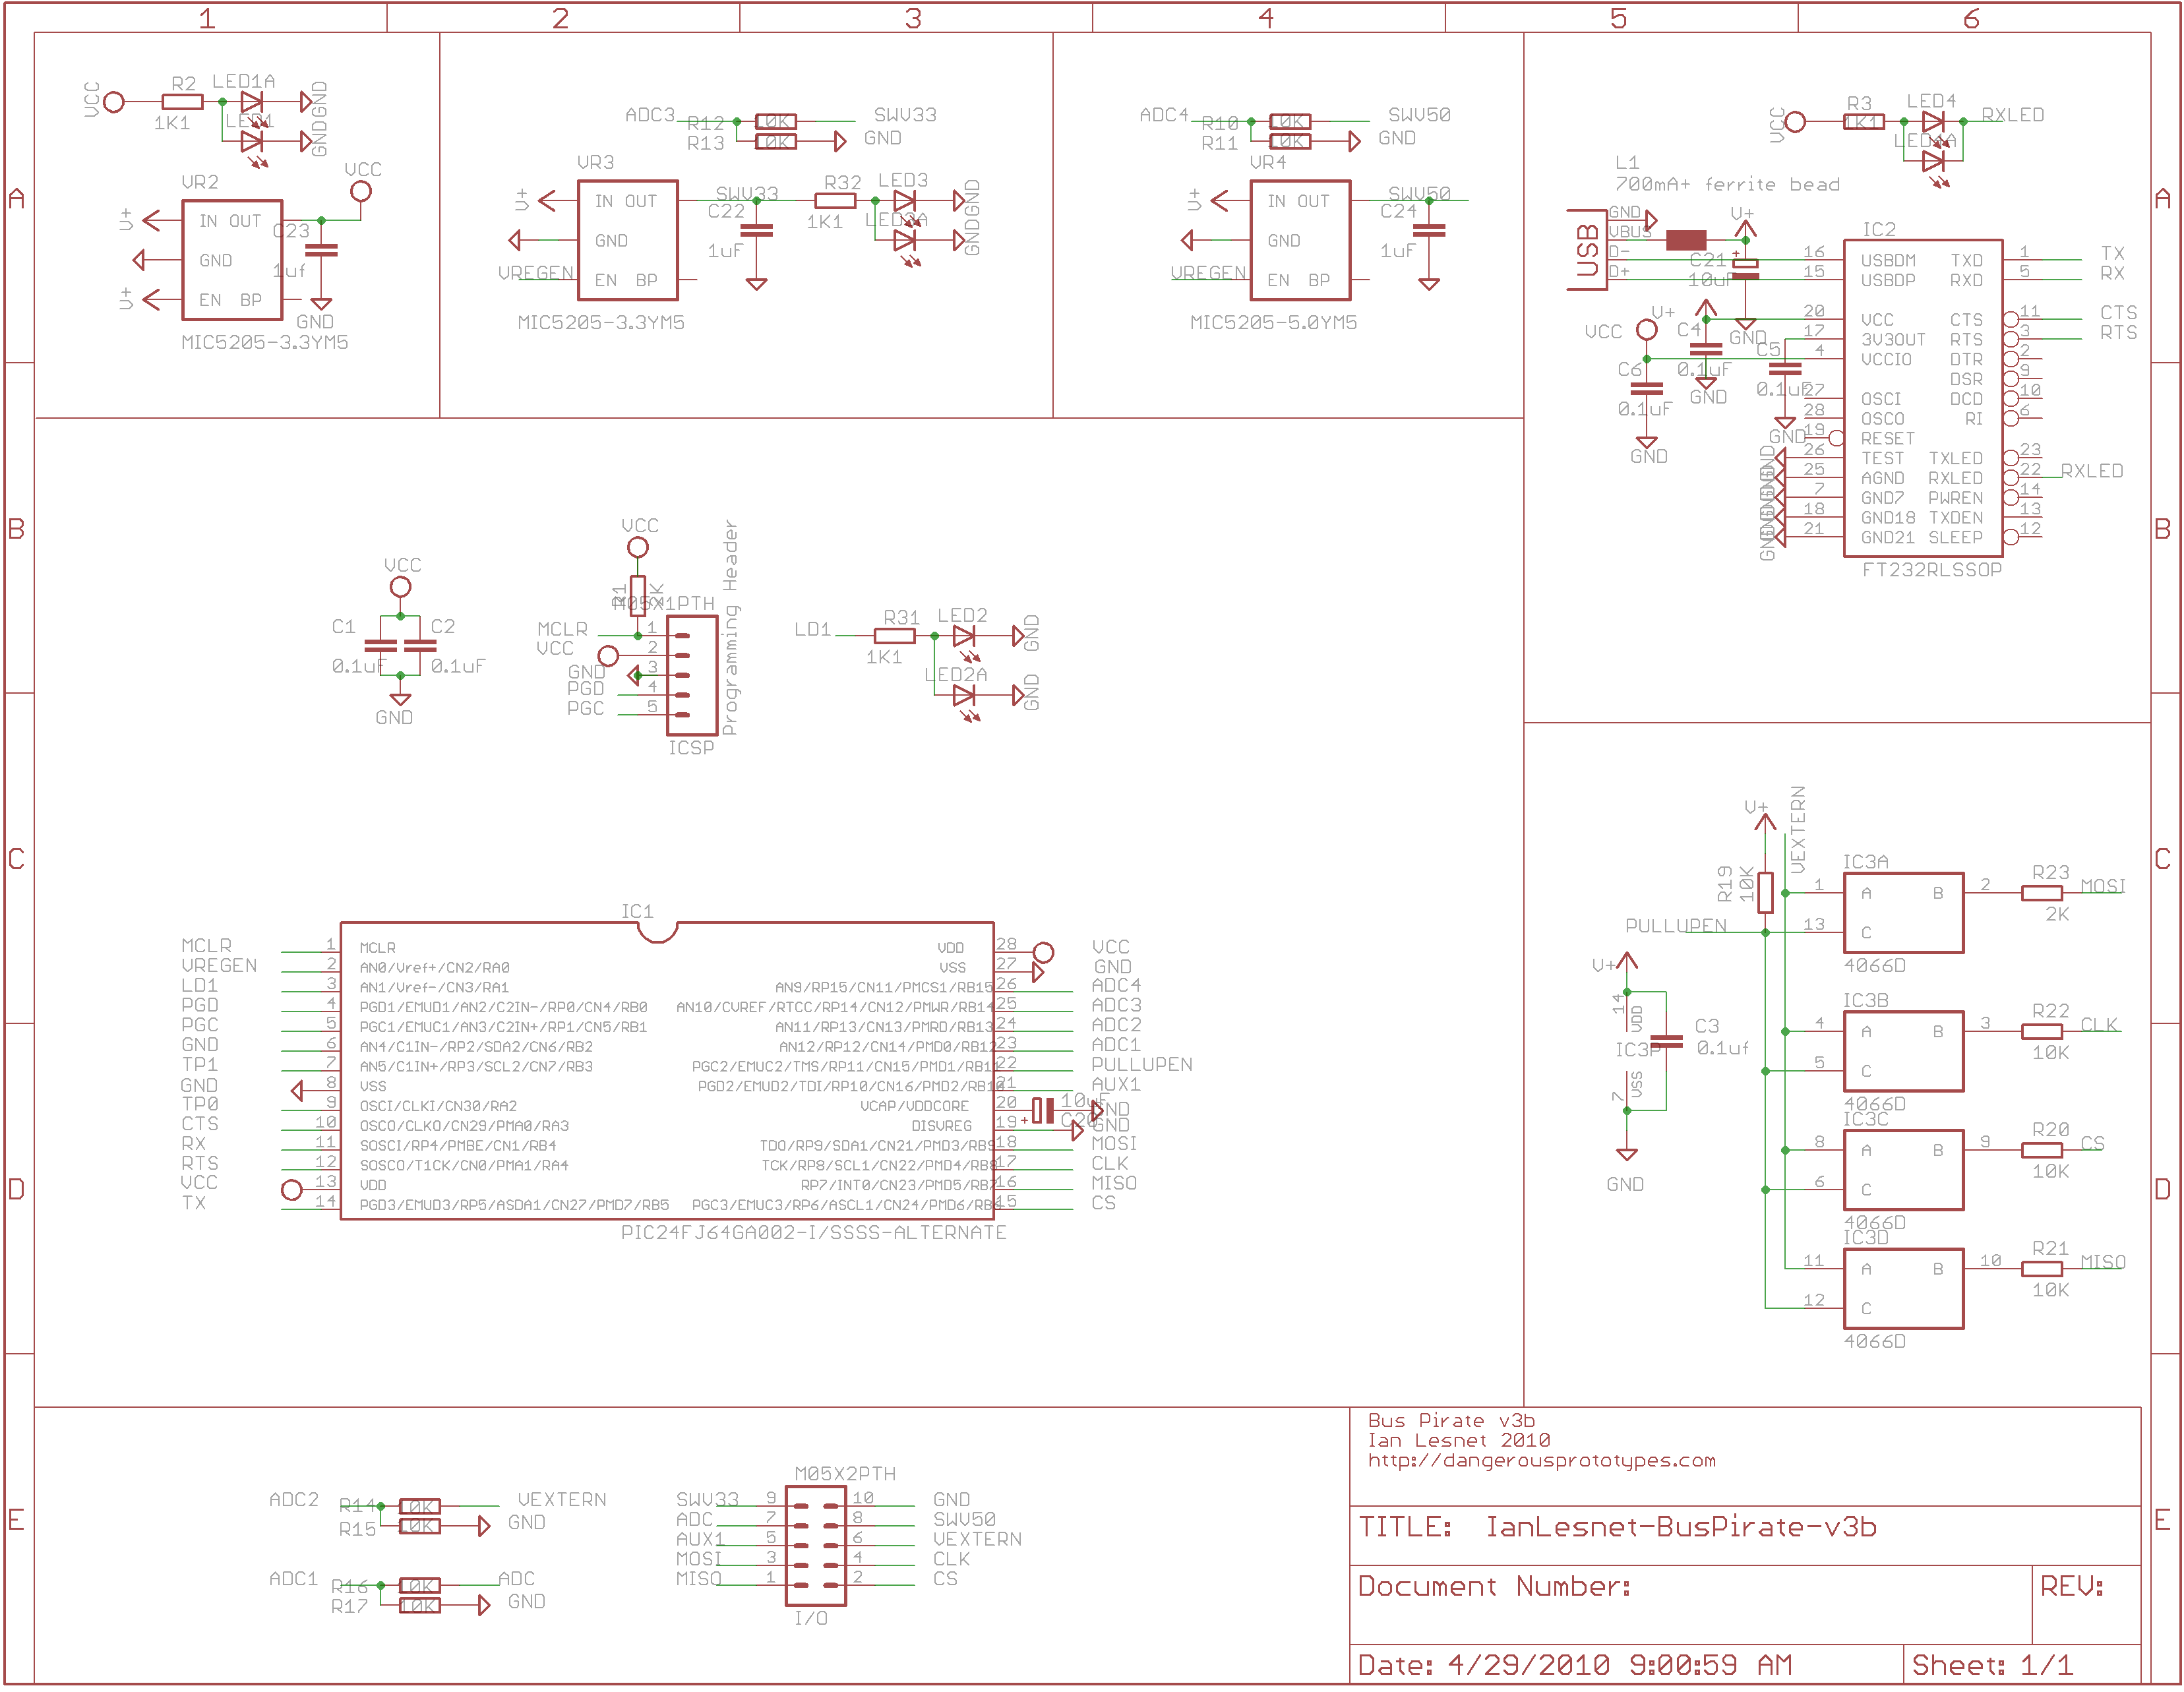 1 2 3 4 5 6
A A
B B
C C
D D
E E
VCC
R2
1K1
LED1A
LED1
GND
GND
VCC
VR2
V+
V+
IN OUT
GND
EN BP
C23
1uf
GND
MIC5205-3.3YM5
ADC3
R12 10K
R13 10K
SWV33
GND
VR3
V+
IN OUT
GND
EN BP
VREGEN
SWV33
C22
1uF
R32
1K1
LED3
LED3A
GND
GND
MIC5205-3.3YM5
ADC4
R10 10K
R11 10K
SWV50
GND
VR4
V+
IN OUT
GND
EN BP
VREGEN
SWV50
C24
1uF
MIC5205-5.0YM5
VCC
R3
1K1
LED4
RXLED
L1
700mA+ ferrite bead
USB
GND
VBUS
D-
D+
V+
C21
10uF
+
GND
VCC
C6
0.1uF
GND
V+
C4
0.1uF
GND
C5
0.1uF
GND
IC2
16 USBDM TXD 1 TX
15 USBDP RXD 5 RX
20 VCC CTS 11 CTS
17 3V3OUT RTS 3 RTS
4 VCCIO DTR 2
DSR 9
27 OSCI DCD 10
28 OSCO RI 6
19 RESET
26 TEST TXLED 23
25 AGND RXLED 22 RXLED
7 GND7 PWREN 14
18 GND18 TXDEN 13
21 GND21 SLEEP 12
FT232RLSSOP
VCC
C1
0.1uF
C2
0.1uF
GND
VCC
R1
M05X1PTH
MCLR 1
VCC 2
GND 3
PGD 4
PGC 5
ICSP
Programming Header
LD1
R31
1K1
LED2
GND
LED2A
GND
IC1
MCLR 1 MCLR VDD 28 VCC
VREGEN 2 AN0/Vref+/CN2/RA0 VSS 27 GND
LD1 3 AN1/Vref-/CN3/RA1 AN9/RP15/CN11/PMCS1/RB15 26 ADC4
PGD 4 PGD1/EMUD1/AN2/C2IN-/RP0/CN4/RB0 AN10/CVREF/RTCC/RP14/CN12/PMWR/RB14 25 ADC3
PGC 5 PGC1/EMUC1/AN3/C2IN+/RP1/CN5/RB1 AN11/RP13/CN13/PMRD/RB13 24 ADC2
GND 6 AN4/C1IN-/RP2/SDA2/CN6/RB2 AN12/RP12/CN14/PMD0/RB12 23 ADC1
TP1 7 AN5/C1IN+/RP3/SCL2/CN7/RB3 PGC2/EMUC2/TMS/RP11/CN15/PMD1/RB11 22 PULLUPEN
GND 8 VSS PGD2/EMUD2/TDI/RP10/CN16/PMD2/RB10 21 AUX1
TP0 9 OSCI/CLKI/CN30/RA2 VCAP/VDDCORE 20 + 10uF C20 GND
CTS 10 OSCO/CLKO/CN29/PMA0/RA3 DISVREG 19 GND
RX 11 SOSCI/RP4/PMBE/CN1/RB4 TDO/RP9/SDA1/CN21/PMD3/RB9 18 MOSI
RTS 12 SOSCO/T1CK/CN0/PMA1/RA4 TCK/RP8/SCL1/CN22/PMD4/RB8 17 CLK
VCC 13 VDD RP7/INT0/CN23/PMD5/RB7 16 MISO
TX 14 PGD3/EMUD3/RP5/ASDA1/CN27/PMD7/RB5 PGC3/EMUC3/RP6/ASCL1/CN24/PMD6/RB6 15 CS
PIC24FJ64GA002-I/SSSS-ALTERNATE
V+
VEXTERN
R19
10K
PULLUPEN
V+
14
VDD
IC3P
C3
0.1uf
7
VSS
GND
IC3A
1 A B 2 R23 MOSI
2K
13 C
4066D
IC3B
4 A B 3 R22 CLK
10K
5 C
4066D
IC3C
8 A B 9 R20 CS
10K
6 C
4066D
IC3D
11 A B 10 R21 MISO
10K
12 C
4066D
ADC2
R14 10K
R15 10K
VEXTERN
GND
ADC1
R16 10K
R17 10K
ADC
GND
M05X2PTH
SWV33 9 10 GND
ADC 7 8 SWV50
AUX1 5 6 VEXTERN
MOSI 3 4 CLK
MISO 1 2 CS
I/O
Bus Pirate v3b
Ian Lesnet 2010
http://dangerousprototypes.com
TITLE: IanLesnet-BusPirate-v3b
Document Number:
REV:
Date: 4/29/2010 9:00:59 AM
Sheet: 1/1